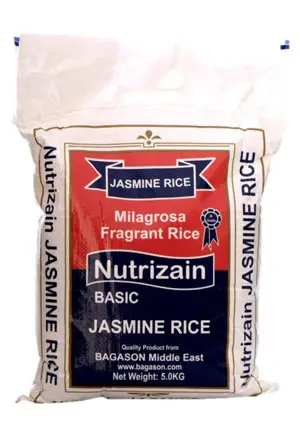 JASMINE RICE
Milagrosa
Fragrant Rice
Nutrizain
BASIC
JASMINE RICE
Quality Product from
BAGASON Middle East
www.bagason.com
Net Weight: 5.0KG
Nutrizain JASMINE RICE
Nutrizain JASMINE RICE